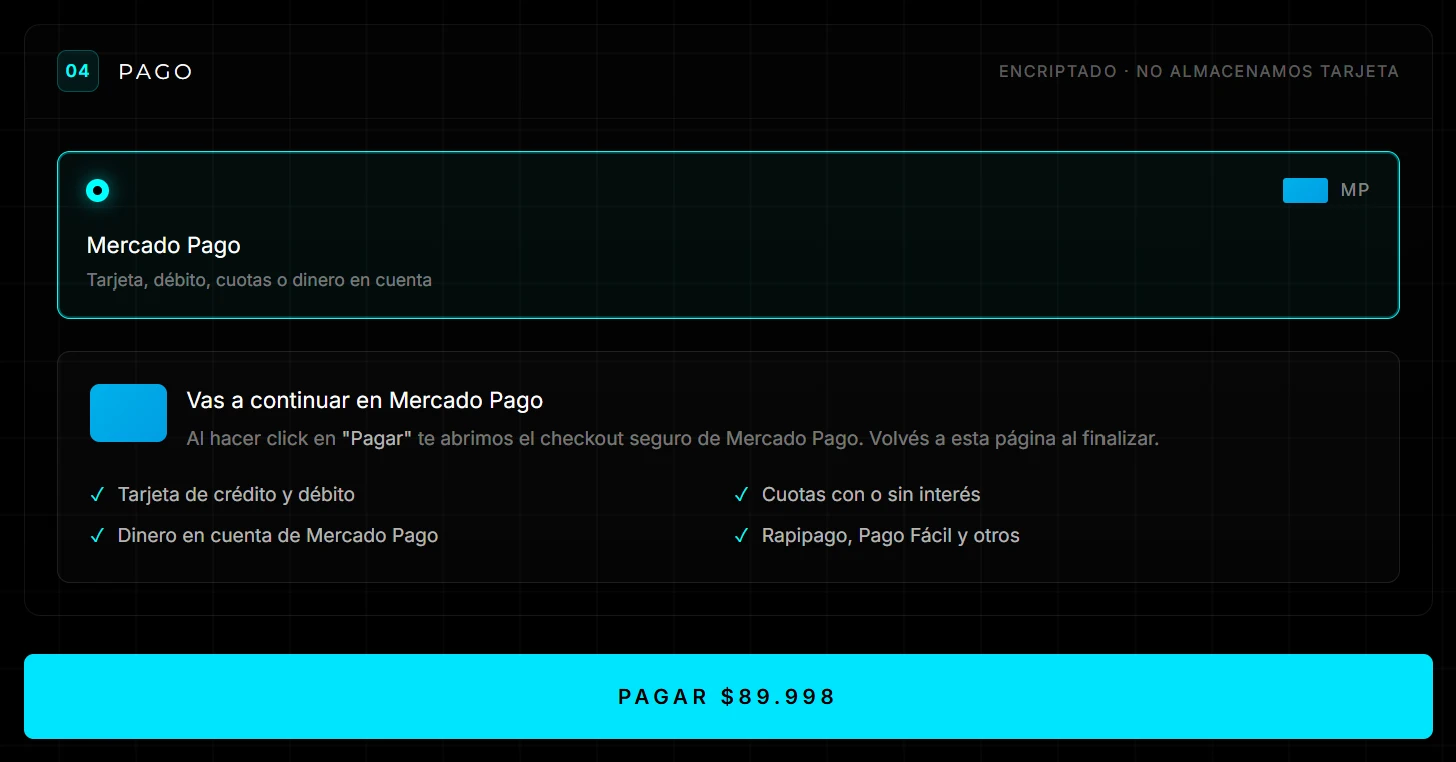 04 PAGO ENCRIPTADO · NO ALMACENAMOS TARJETA
MP
Mercado Pago
Tarjeta, débito, cuotas o dinero en cuenta
Vas a continuar en Mercado Pago
Al hacer click en "Pagar" te abrimos el checkout seguro de Mercado Pago. Volvés a esta página al finalizar.
✓ Tarjeta de crédito y débito ✓ Cuotas con o sin interés
✓ Dinero en cuenta de Mercado Pago ✓ Rapipago, Pago Fácil y otros
PAGAR $89.998